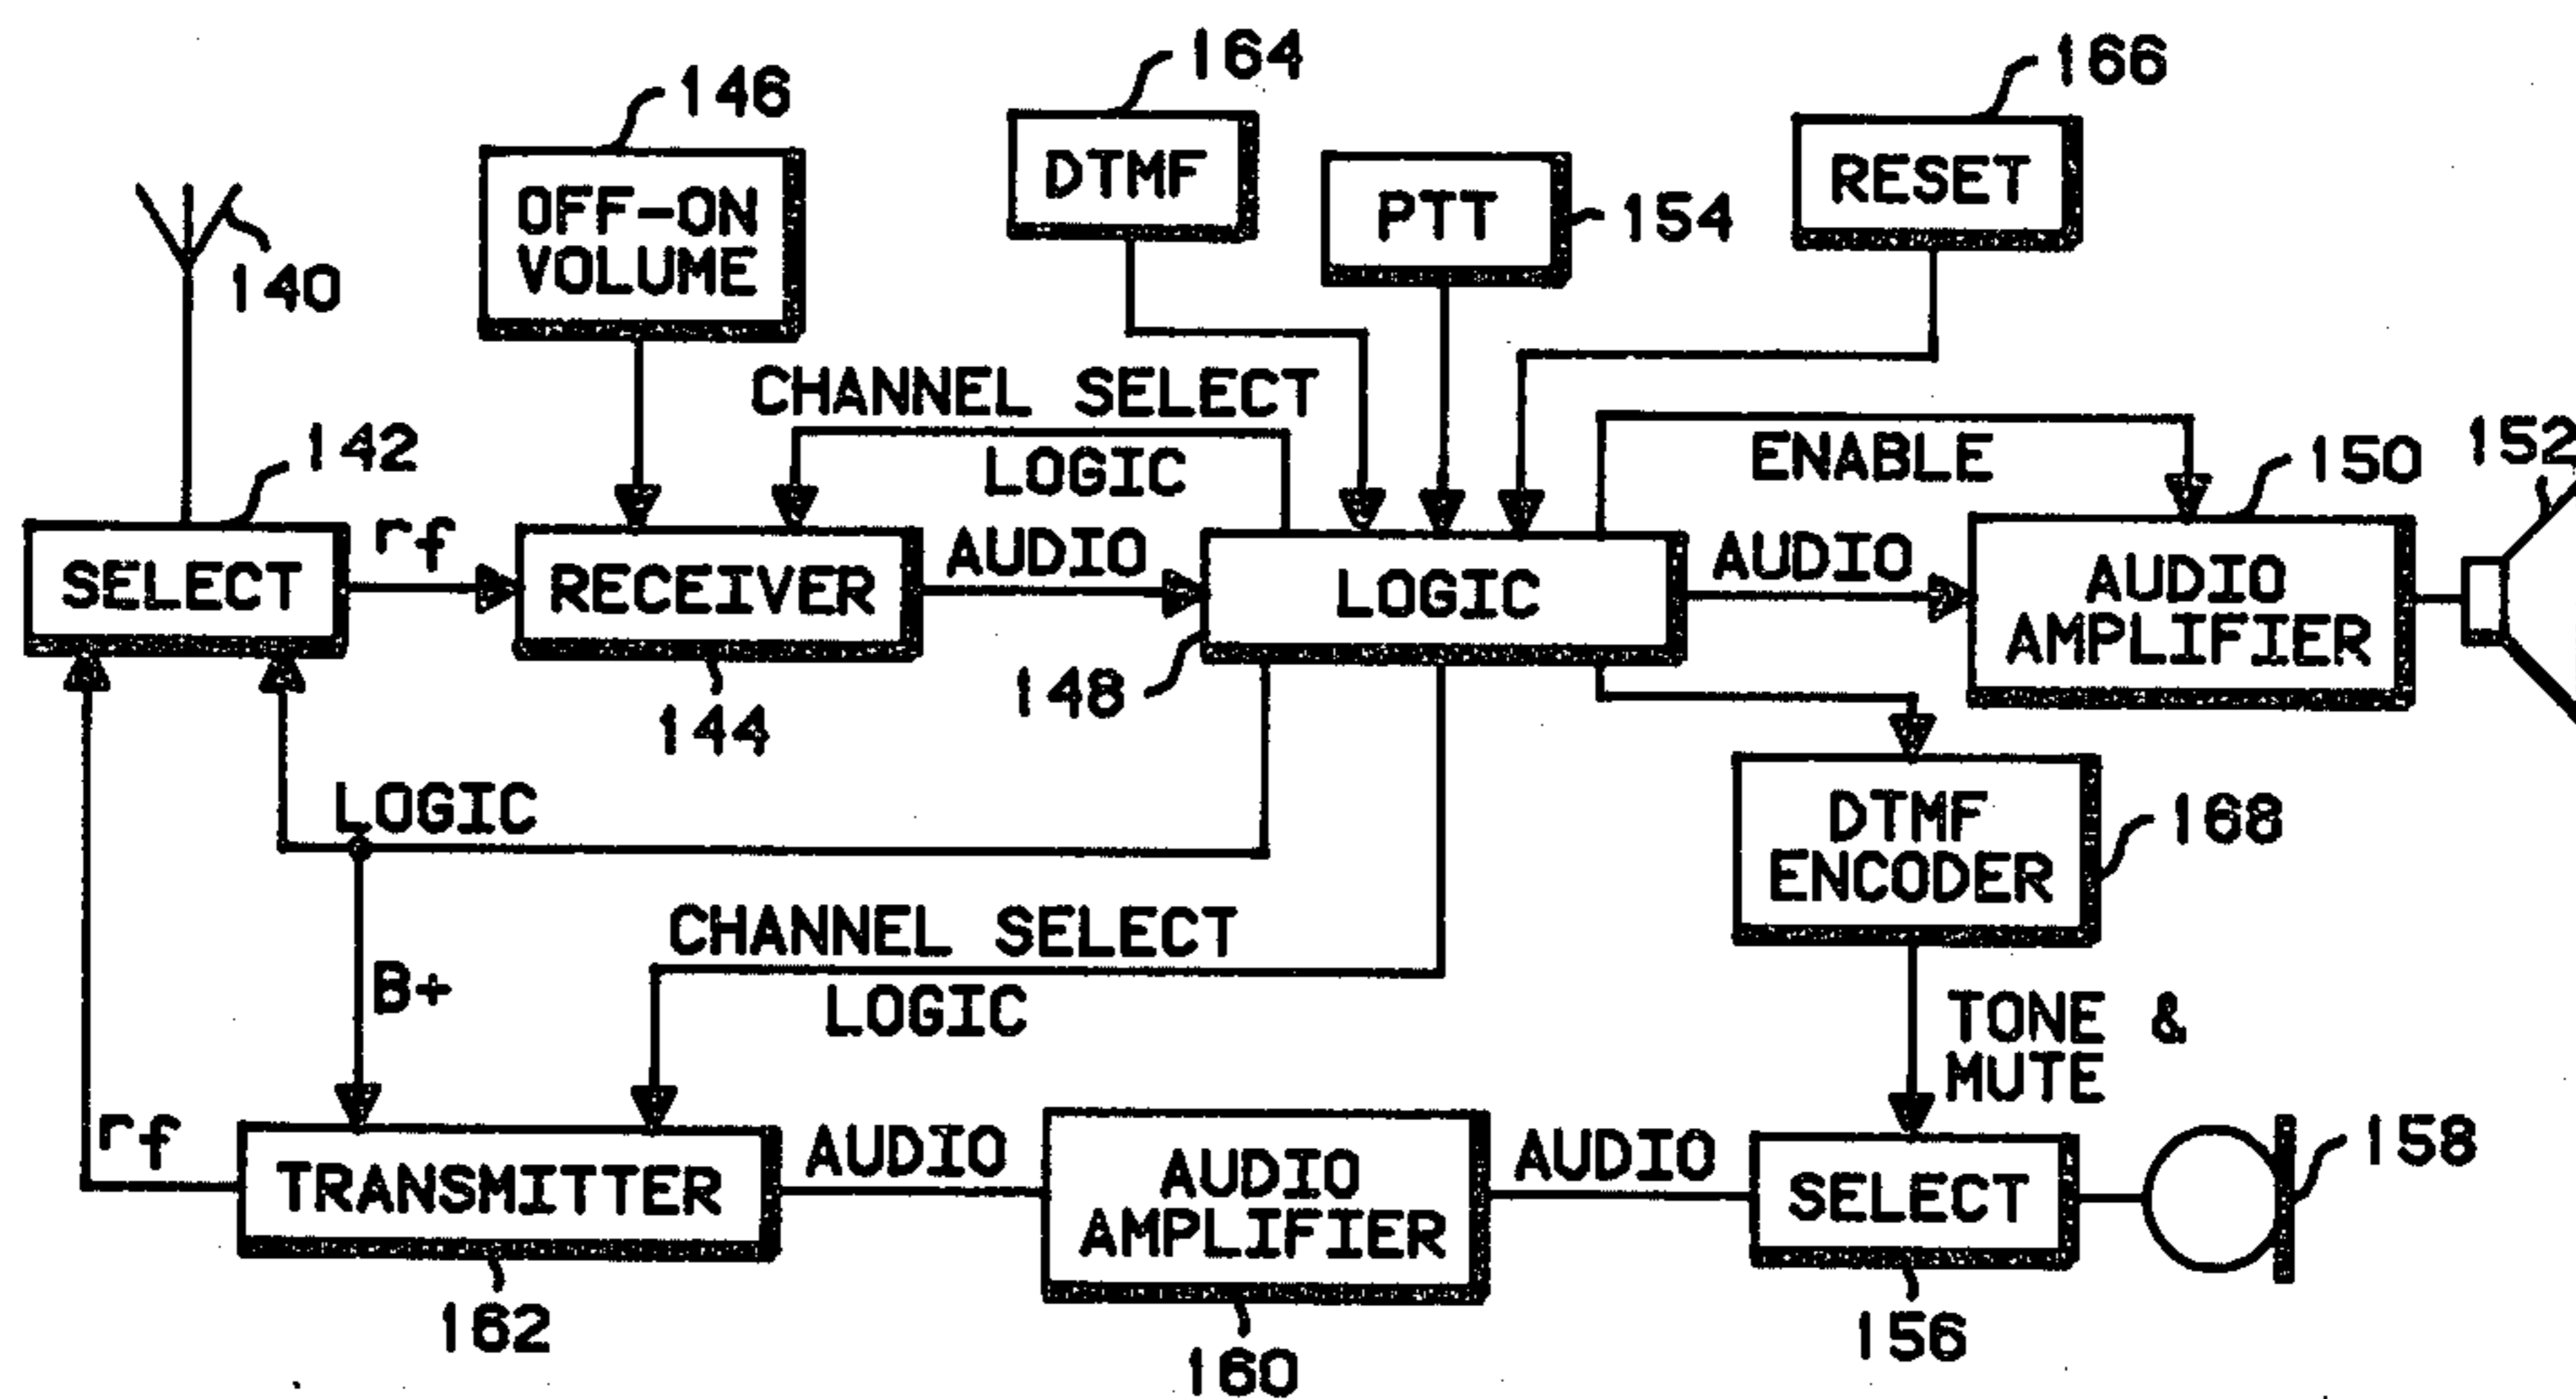 164
166
146
DTMF
RESET
OFF-ON
VOLUME
PTT
154
140
CHANNEL SELECT
LOGIC
142
ENABLE
150
152
rf
SELECT
RECEIVER
AUDIO
LOGIC
AUDIO
AUDIO
AMPLIFIER
144
148
LOGIC
DTMF
ENCODER
168
CHANNEL SELECT
LOGIC
B+
TONE &
MUTE
rf
TRANSMITTER
AUDIO
AUDIO
AMPLIFIER
AUDIO
SELECT
158
162
160
156